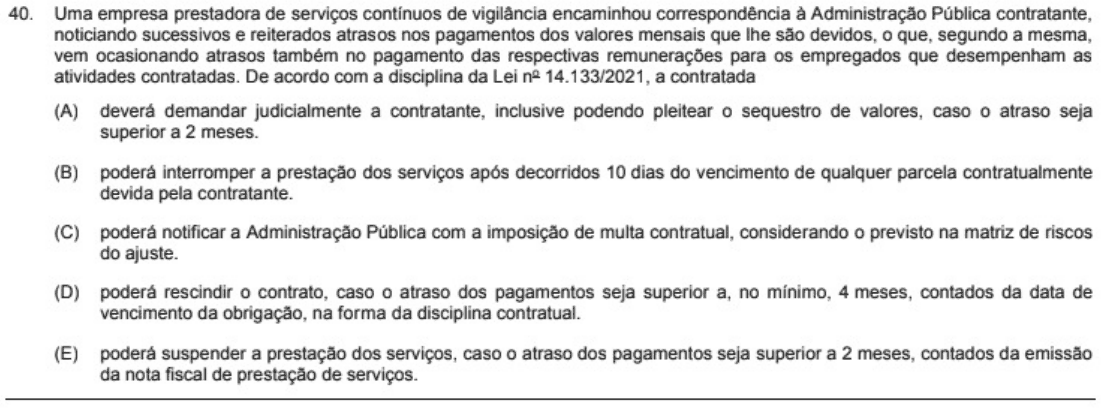 40. Uma empresa prestadora de serviços contínuos de vigilância encaminhou correspondência à Administração Pública contratante,
noticiando sucessivos e reiterados atrasos nos pagamentos dos valores mensais que lhe são devidos, o que, segundo a mesma,
vem ocasionando atrasos também no pagamento das respectivas remunerações para os empregados que desempenham as
atividades contratadas. De acordo com a disciplina da Lei nº 14.133/2021, a contratada
(A) deverá demandar judicialmente a contratante, inclusive podendo pleitear o sequestro de valores, caso o atraso seja
superior a 2 meses.
(B) poderá interromper a prestação dos serviços após decorridos 10 dias do vencimento de qualquer parcela contratualmente
devida pela contratante.
(C) poderá notificar a Administração Pública com a imposição de multa contratual, considerando o previsto na matriz de riscos
do ajuste.
(D) poderá rescindir o contrato, caso o atraso dos pagamentos seja superior a, no mínimo, 4 meses, contados da data de
vencimento da obrigação, na forma da disciplina contratual.
(E) poderá suspender a prestação dos serviços, caso o atraso dos pagamentos seja superior a 2 meses, contados da emissão
da nota fiscal de prestação de serviços.